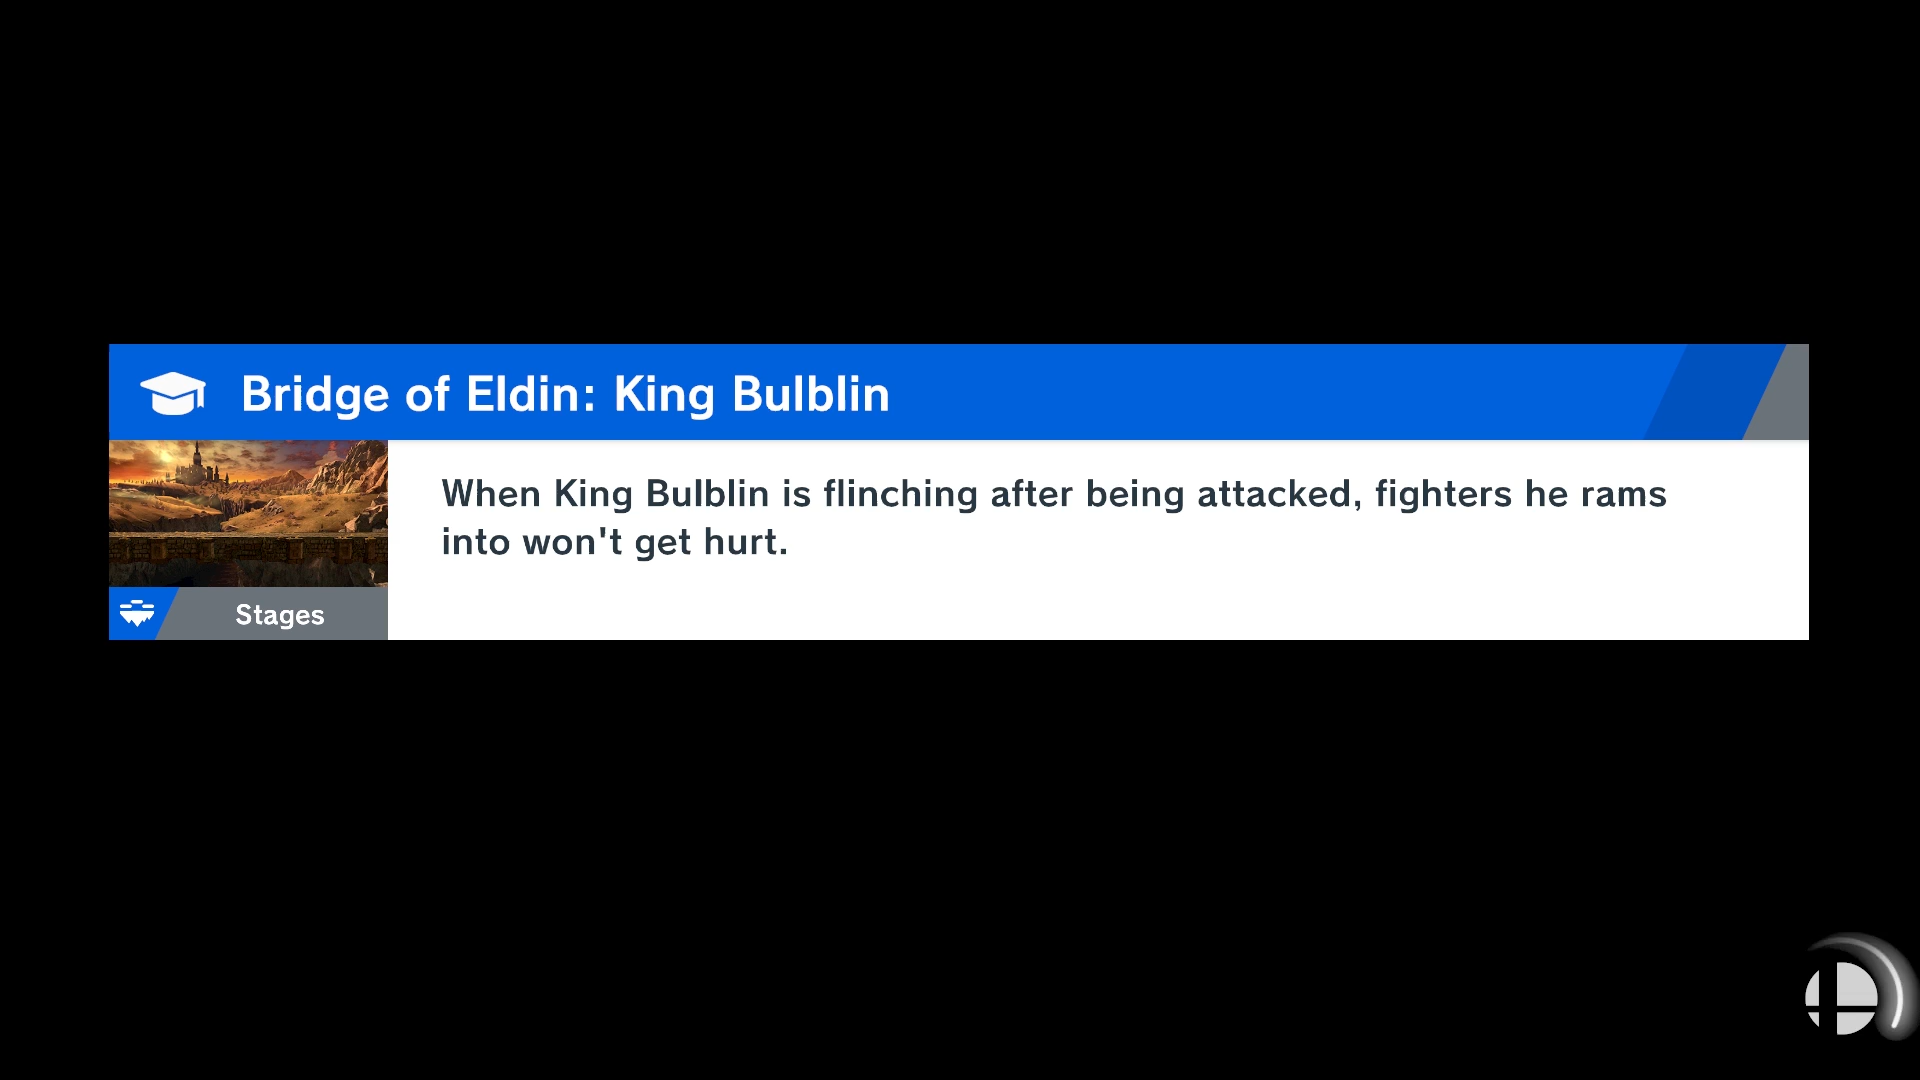 Bridge of Eldin: King Bulblin
When King Bulblin is flinching after being attacked, fighters he rams
into won't get hurt.
Stages